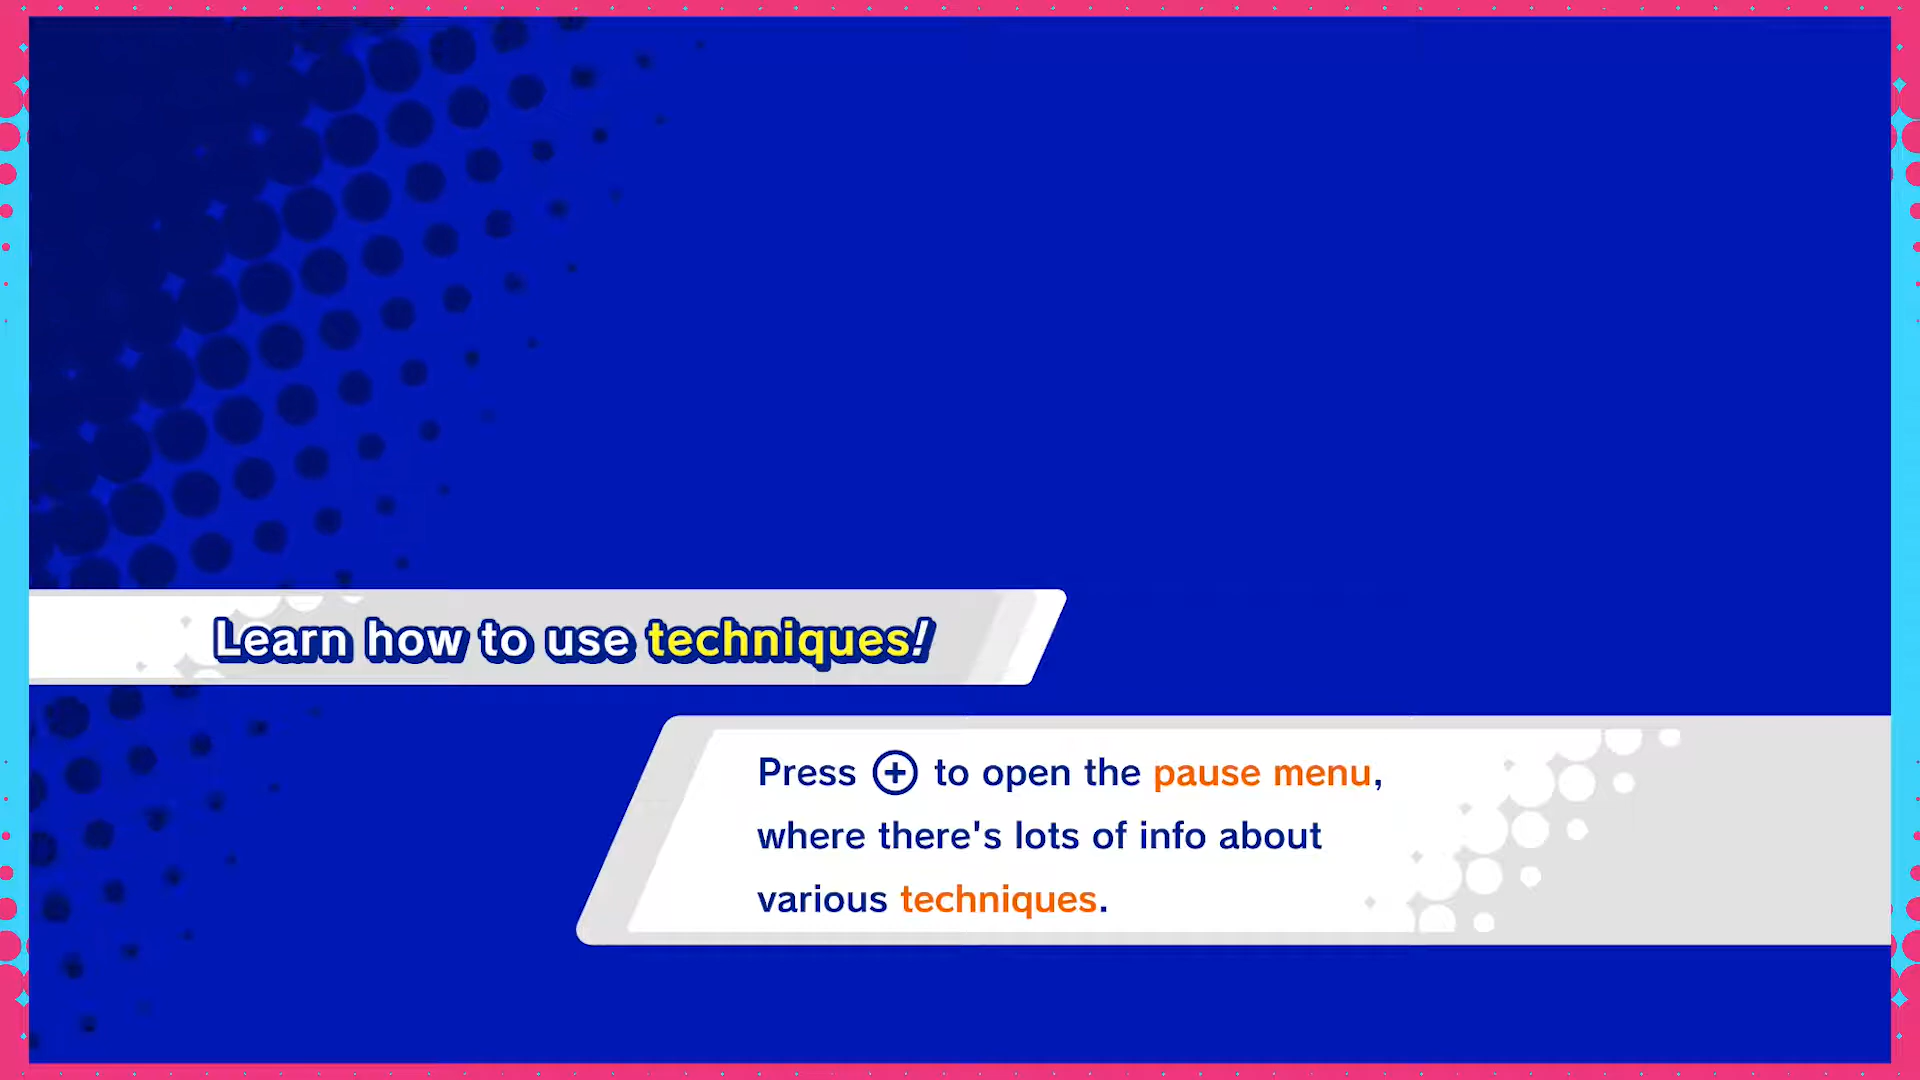 Learn how to use techniques!
Press ⊕ to open the pause menu,
where there's lots of info about
various techniques.